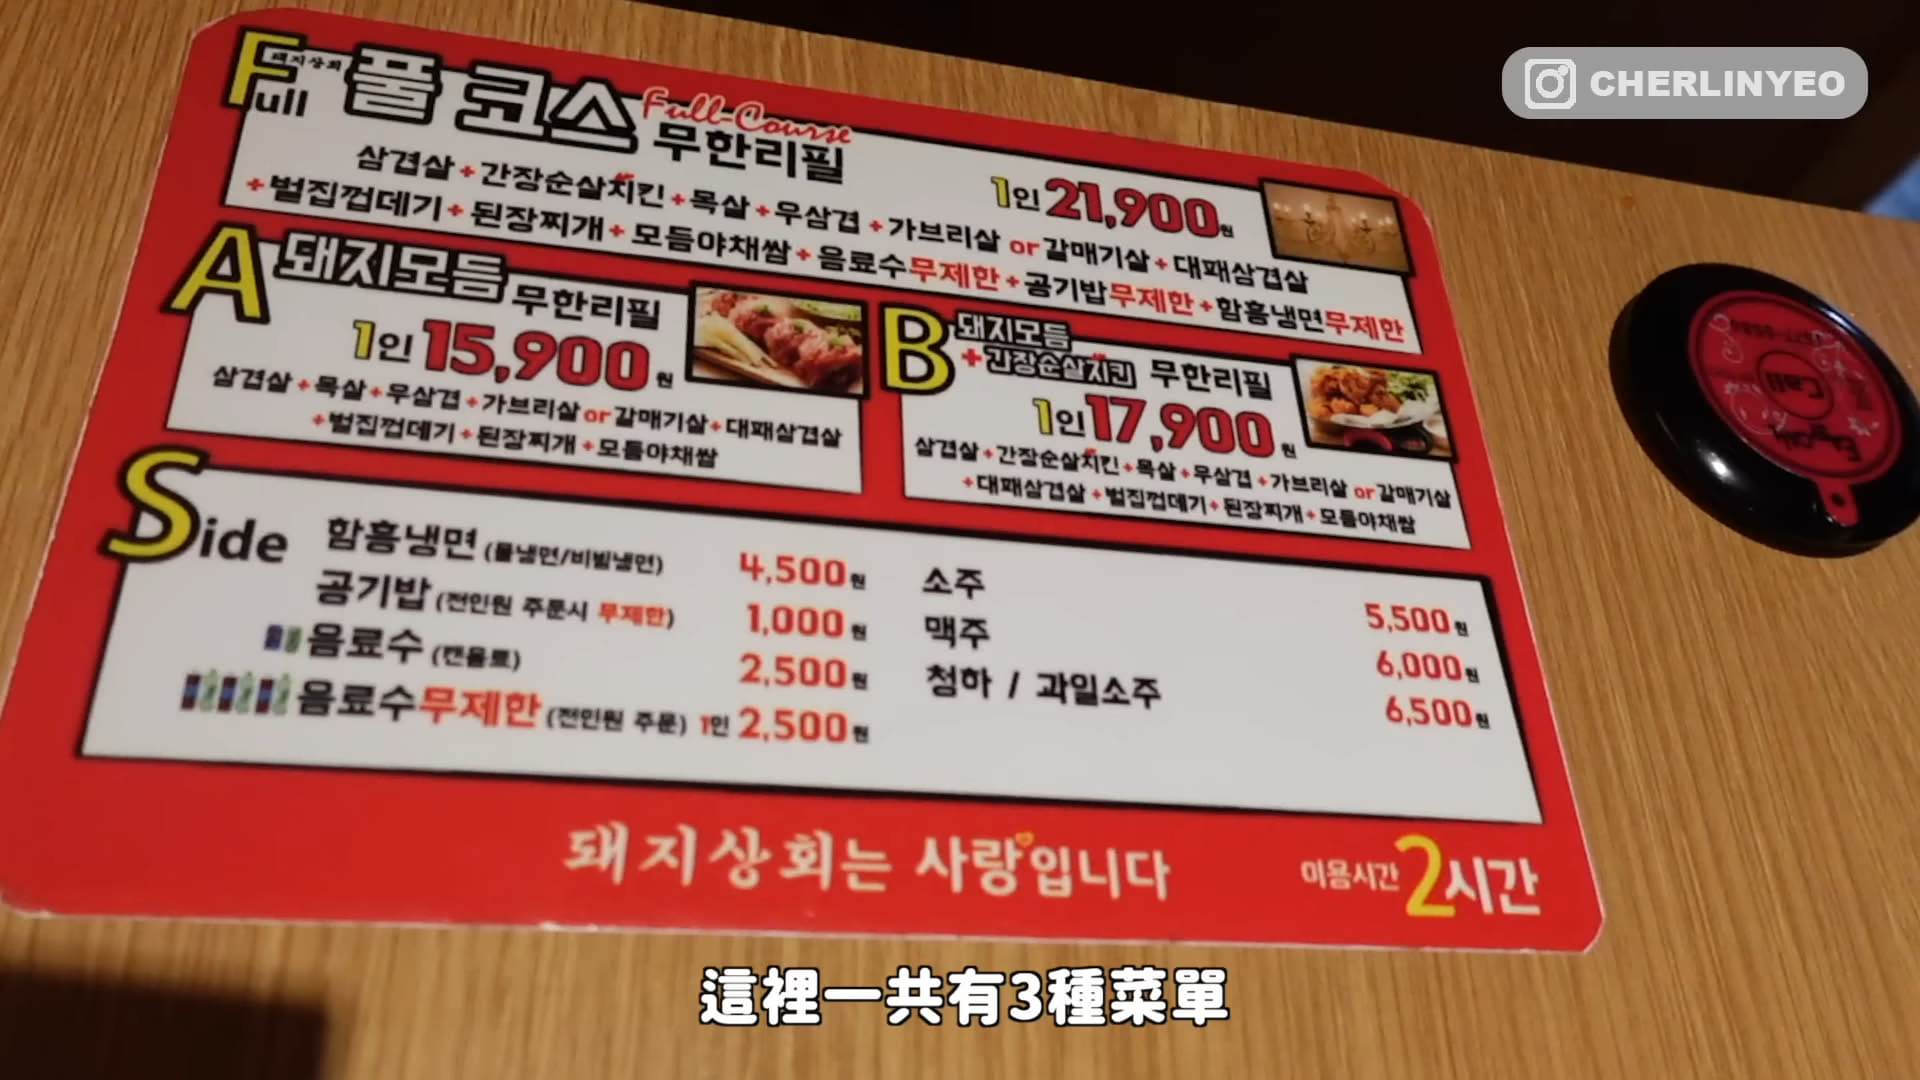 CHERLINYEO
Full
돼지상회
풀코스
Full-Course
무한리필
1인 21,900원
삼겹살+간장순살치킨+목살+우삼겹+가브리살 or 갈매기살+대패삼겹살
+벌집껍데기+된장찌개+모듬야채쌈+음료수무제한+공기밥무제한+함흥냉면무제한
A 돼지모듬 무한리필
1인 15,900원
삼겹살+목살+우삼겹+가브리살or갈매기살+대패삼겹살
+벌집껍데기+된장찌개+모듬야채쌈
B 돼지모듬
+간장순살치킨 무한리필
1인 17,900원
삼겹살+간장순살치킨+목살+우삼겹+가브리살 or 갈매기살
+대패삼겹살+벌집껍데기+된장찌개+모듬야채쌈
Side
함흥냉면 (물냉면/비빔냉면) 4,500원
공기밥 (전인원 주문시 무제한) 1,000원
음료수 (캔음료) 2,500원
음료수무제한 (전인원 주문) 1인 2,500원
소주 5,500원
맥주 6,000원
청하 / 과일소주 6,500원
돼지상회는 사랑입니다
이용시간 2시간
Call
這裡一共有3種菜單